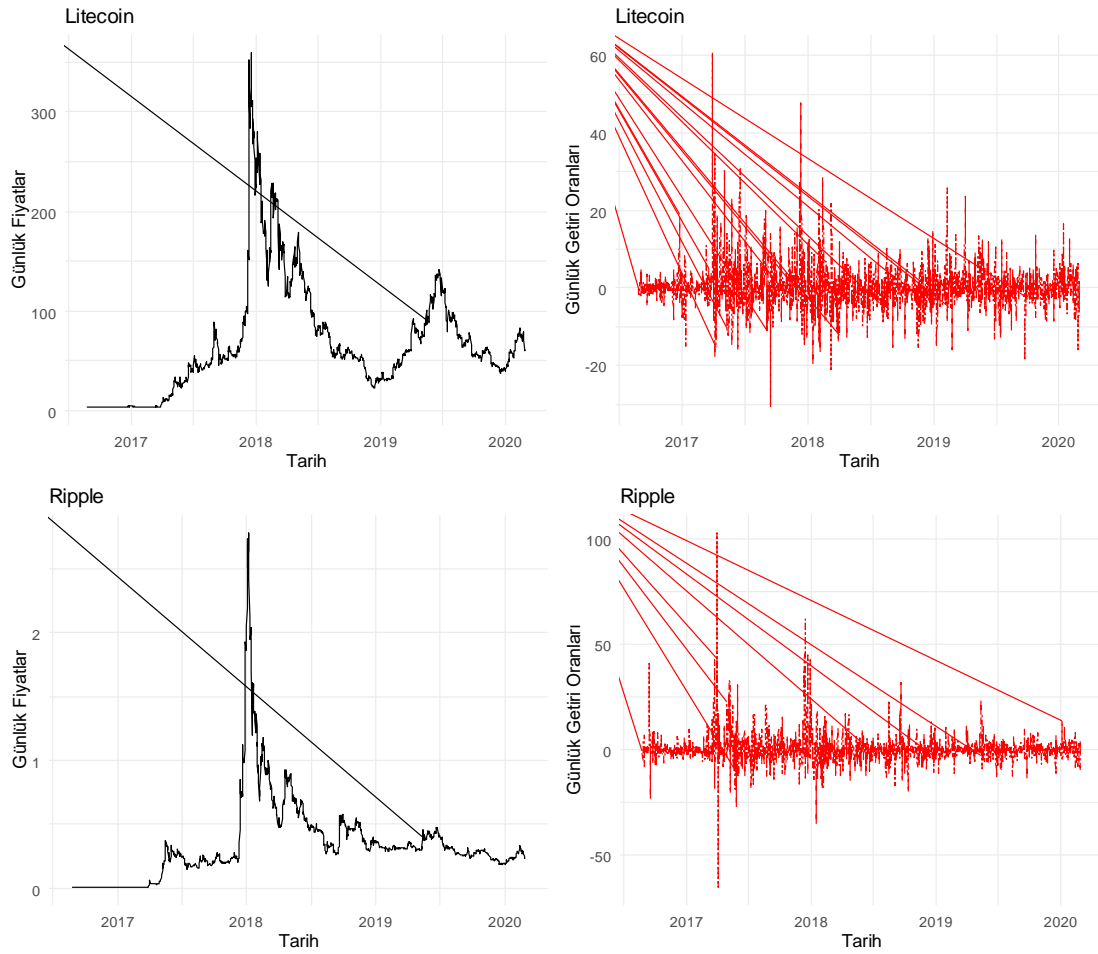 Litecoin
Günlük Fiyatlar
300
200
100
0
2017 2018 2019 2020
Tarih
Litecoin
Günlük Getiri Oranları
60
40
20
0
-20
2017 2018 2019 2020
Tarih
Ripple
Günlük Fiyatlar
2
1
0
2017 2018 2019 2020
Tarih
Ripple
Günlük Getiri Oranları
100
50
0
-50
2017 2018 2019 2020
Tarih